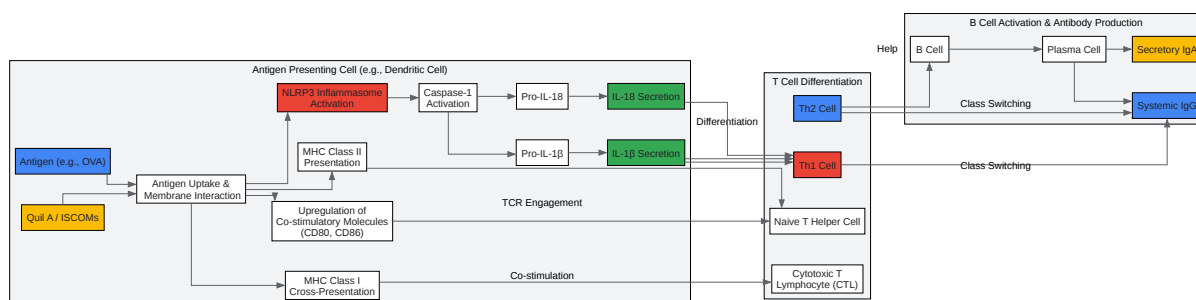 B Cell Activation & Antibody Production
Help
B Cell
Plasma Cell
Secretory IgA
Antigen Presenting Cell (e.g., Dendritic Cell)
T Cell Differentiation
NLRP3 Inflammasome
Activation
Caspase-1
Activation
Pro-IL-18
IL-18 Secretion
Th2 Cell
Class Switching
Systemic IgG
Differentiation
MHC Class II
Presentation
Pro-IL-1β
IL-1β Secretion
Th1 Cell
Class Switching
Antigen (e.g., OVA)
Antigen Uptake &
Membrane Interaction
Quil A / ISCOMs
Upregulation of
Co-stimulatory Molecules
(CD80, CD86)
TCR Engagement
Naive T Helper Cell
MHC Class I
Cross-Presentation
Co-stimulation
Cytotoxic T
Lymphocyte (CTL)